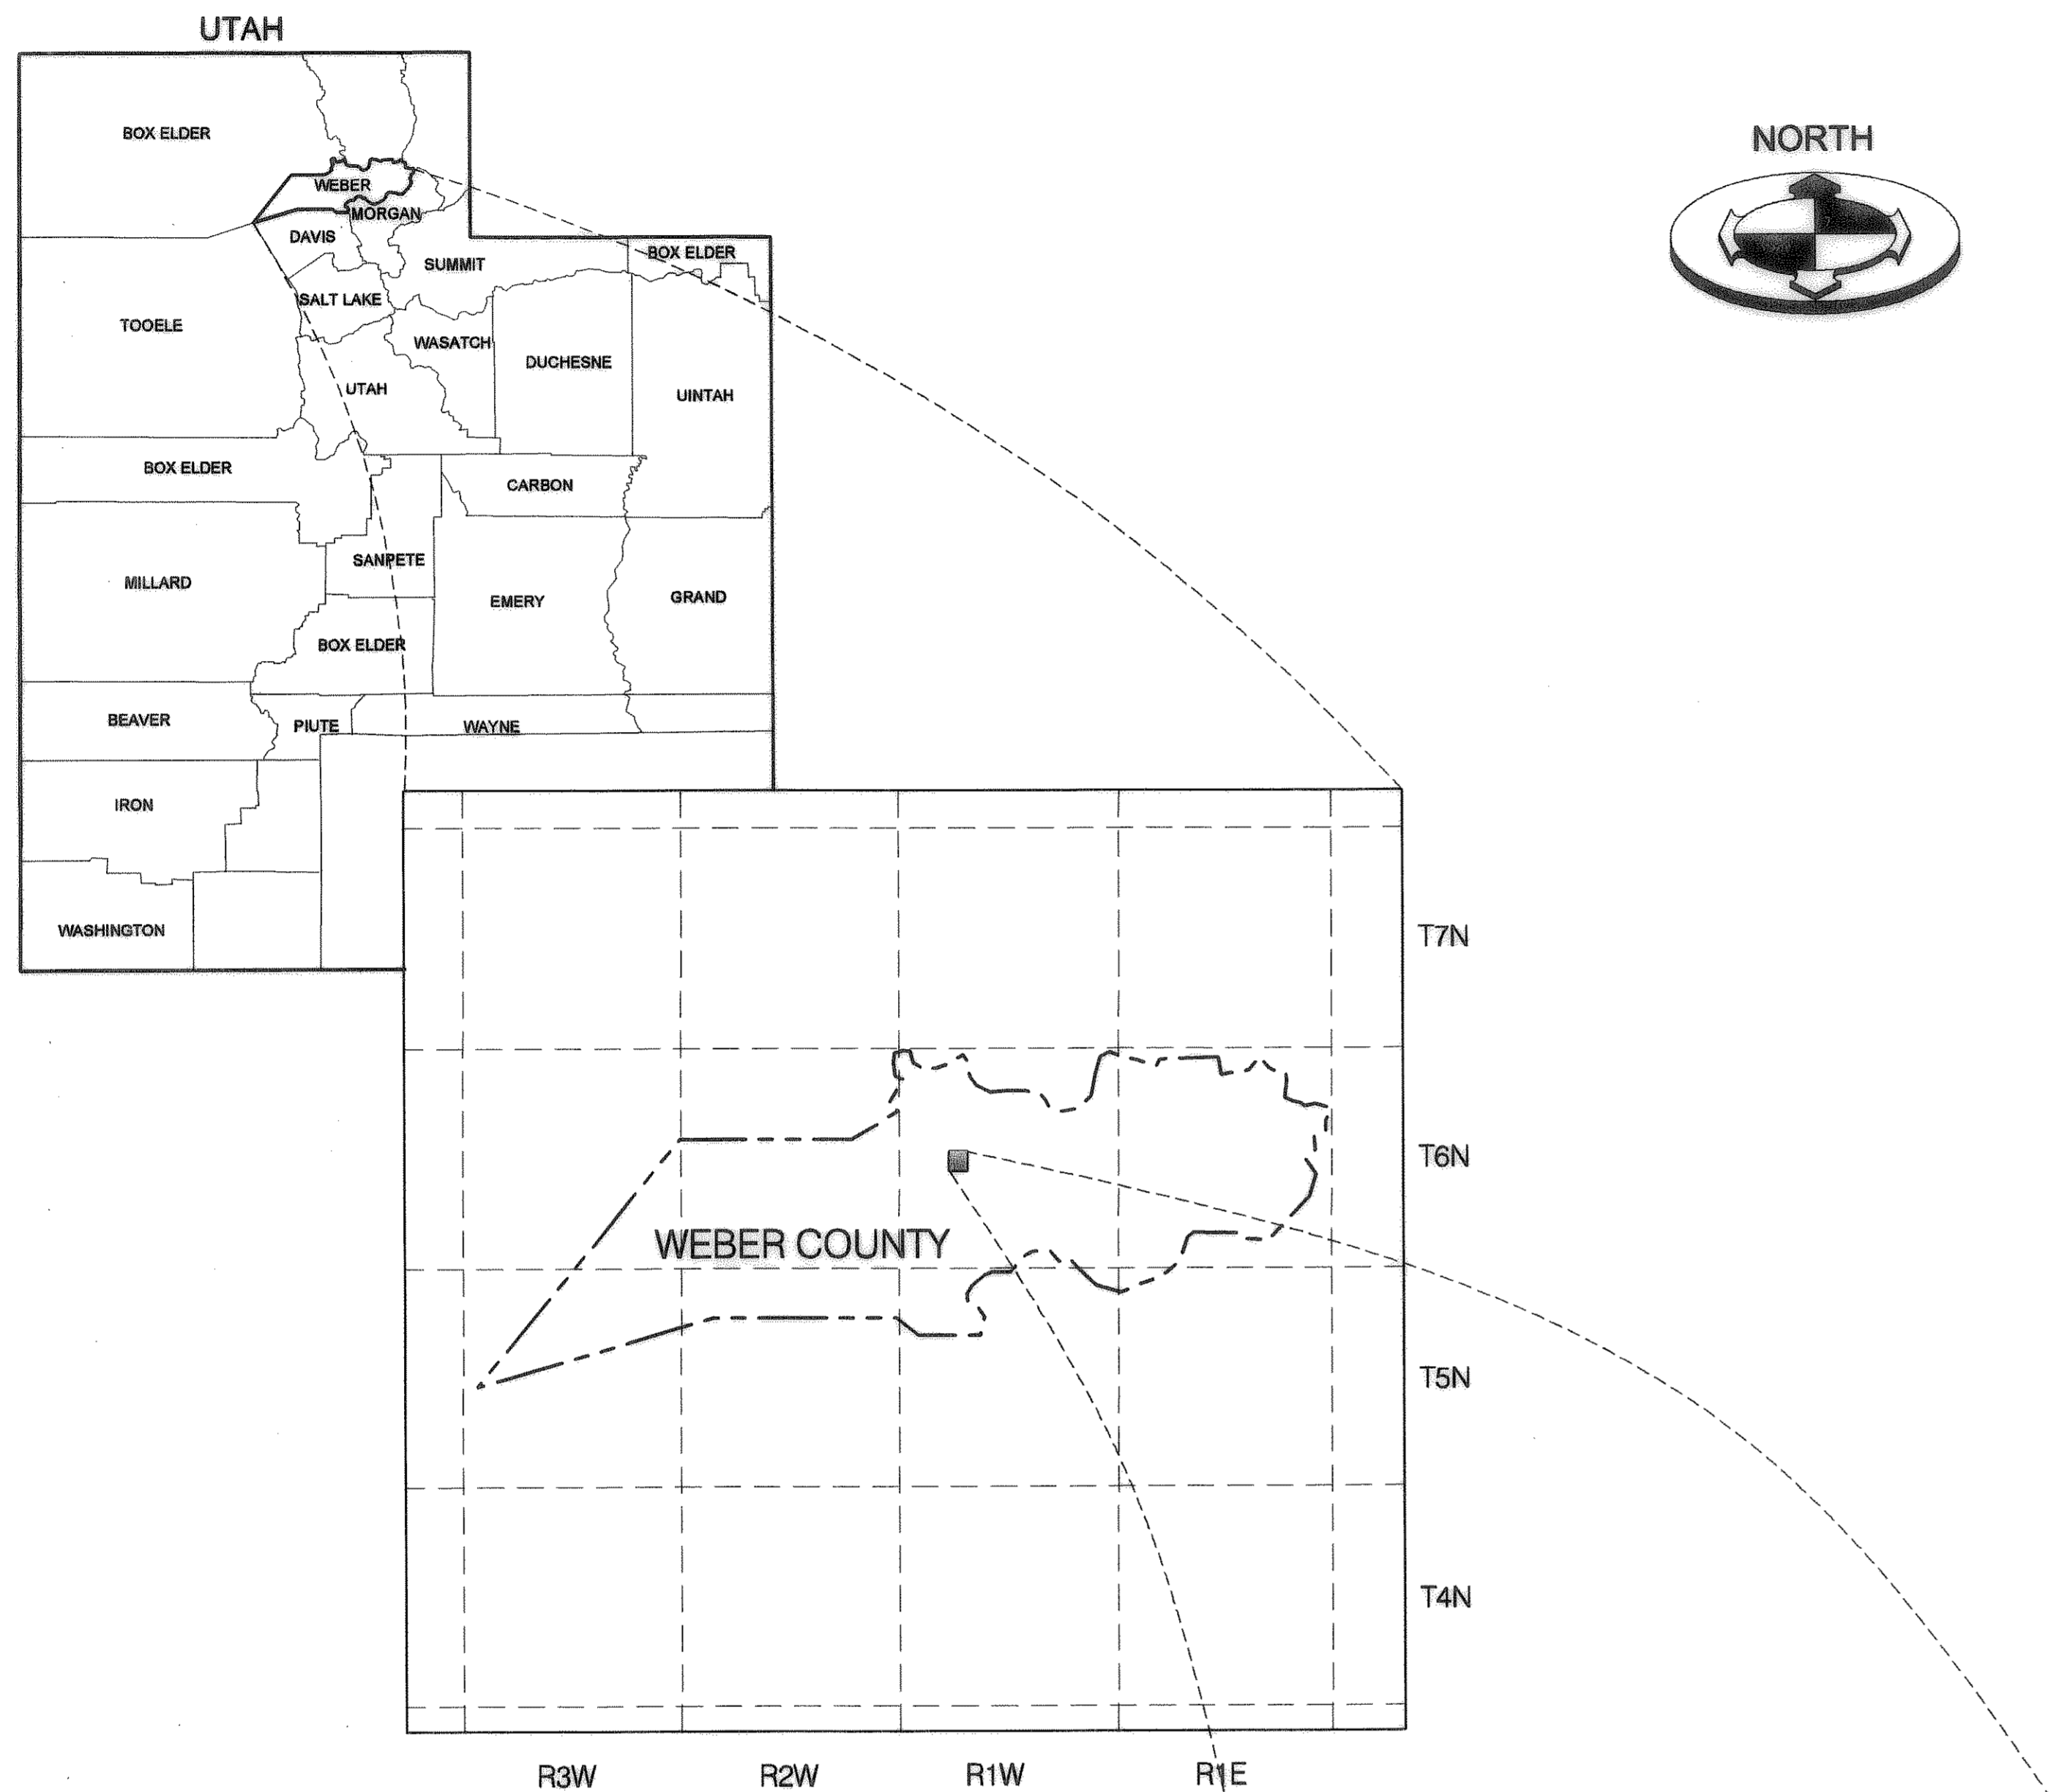 UTAH
BOX ELDER
NORTH
WEBER
MORGAN
DAVIS
BOX ELDER
SUMMIT
SALT LAKE
TOOELE
WASATCH
DUCHESNE
UTAH
UINTAH
BOX ELDER
CARBON
SANPETE
MILLARD
EMERY
GRAND
BOX ELDER
BEAVER
PIUTE
WAYNE
IRON
WASHINGTON
T7N
T6N
WEBER COUNTY
T5N
T4N
R3W
R2W
R1W
R1E